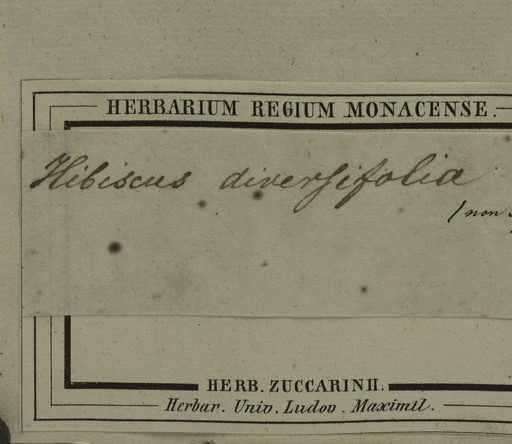 HERBARIUM REGIUM MONACENSE.
Hibiscus diversifolia
(non
HERB. ZUCCARINII.
Herbar. Univ. Ludov. Maximil.